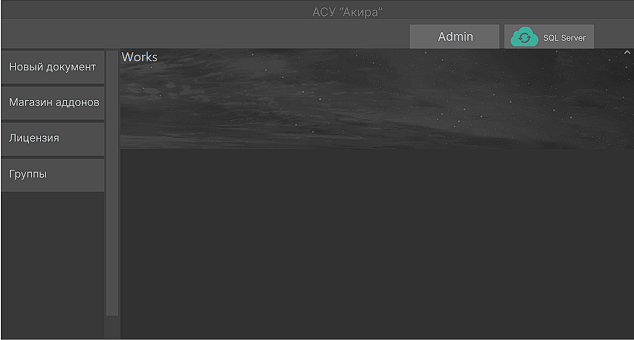 АСУ "Акира"
Admin
SQL Server
Новый документ
Магазин аддонов
Лицензия
Группы
Works